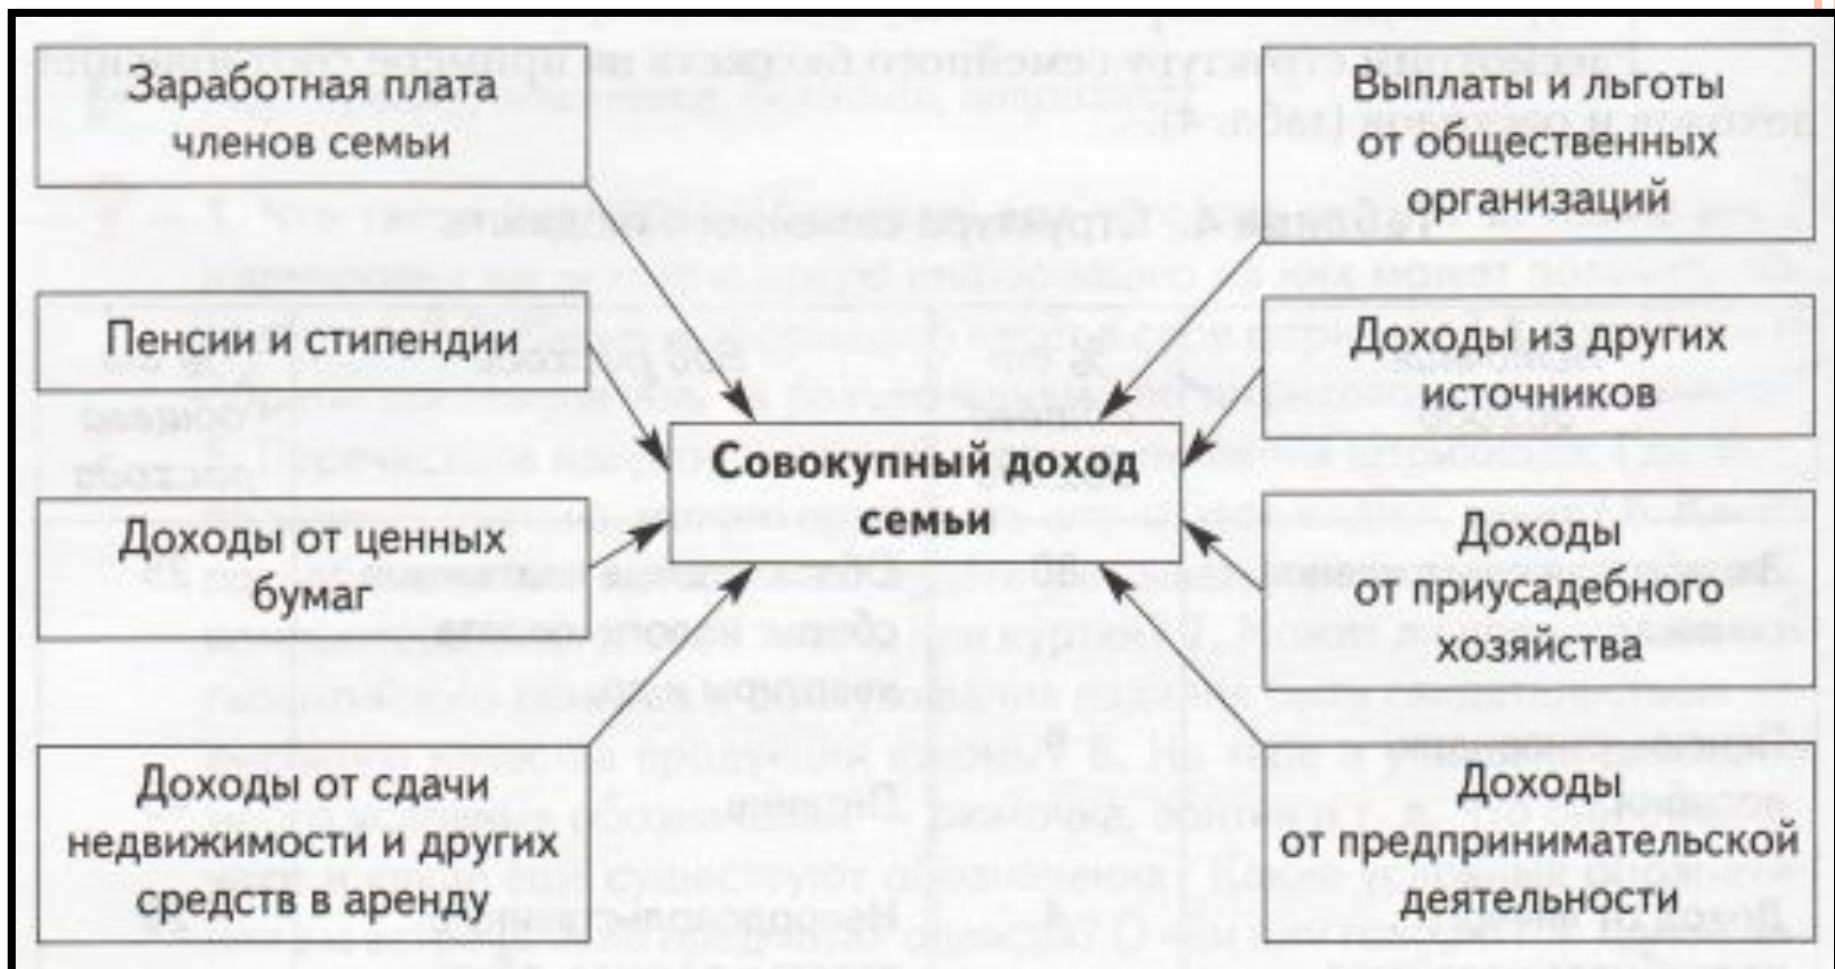 Заработная плата
членов семьи
Пенсии и стипендии
Доходы от ценных
бумаг
Доходы от сдачи
недвижимости и других
средств в аренду
Совокупный доход
семьи
Выплаты и льготы
от общественных
организаций
Доходы из других
источников
Доходы
от приусадебного
хозяйства
Доходы
от предпринимательской
деятельности